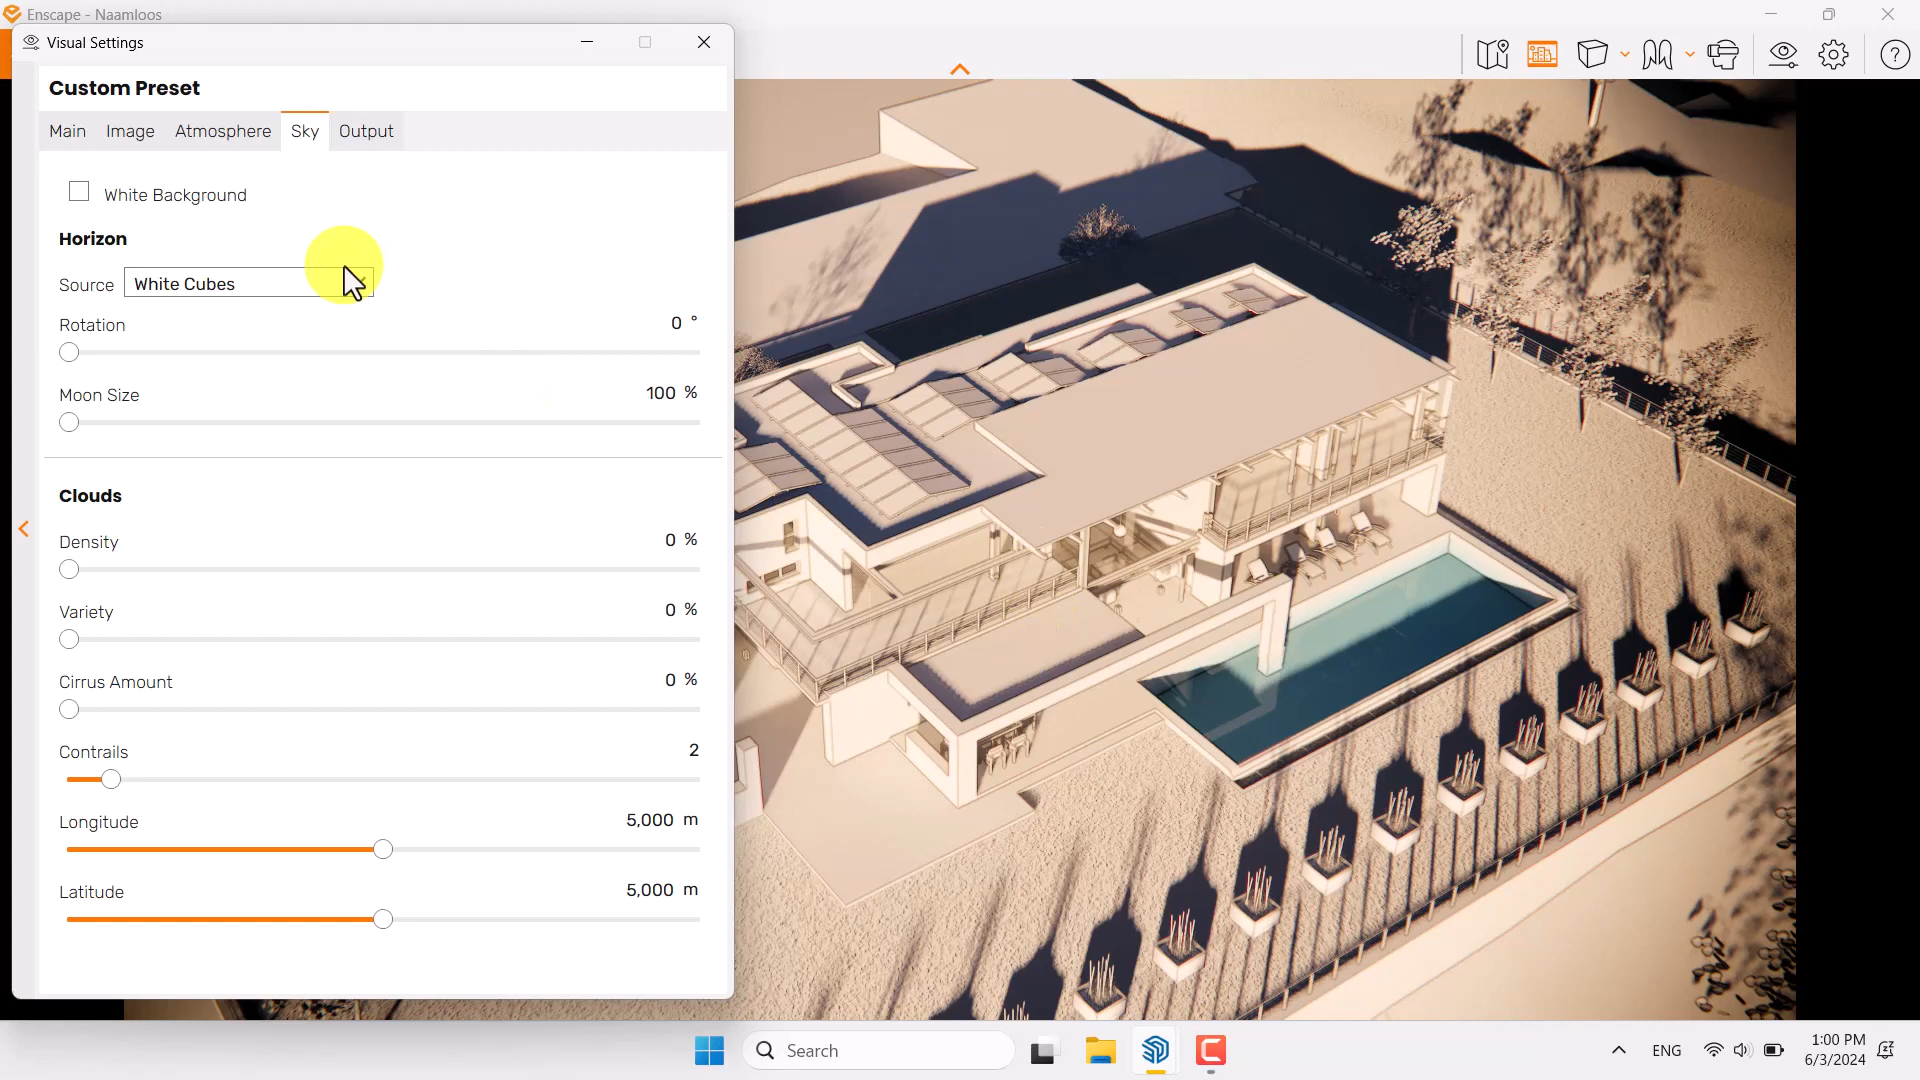 Enscape - Naamloos
Visual Settings
Custom Preset
Main Image Atmosphere Sky Output
White Background
Horizon
Source White Cubes
Rotation 0 °
Moon Size 100 %
Clouds
Density 0 %
Variety 0 %
Cirrus Amount 0 %
Contrails 2
Longitude 5,000 m
Latitude 5,000 m
Search
ENG
1:00 PM
6/3/2024